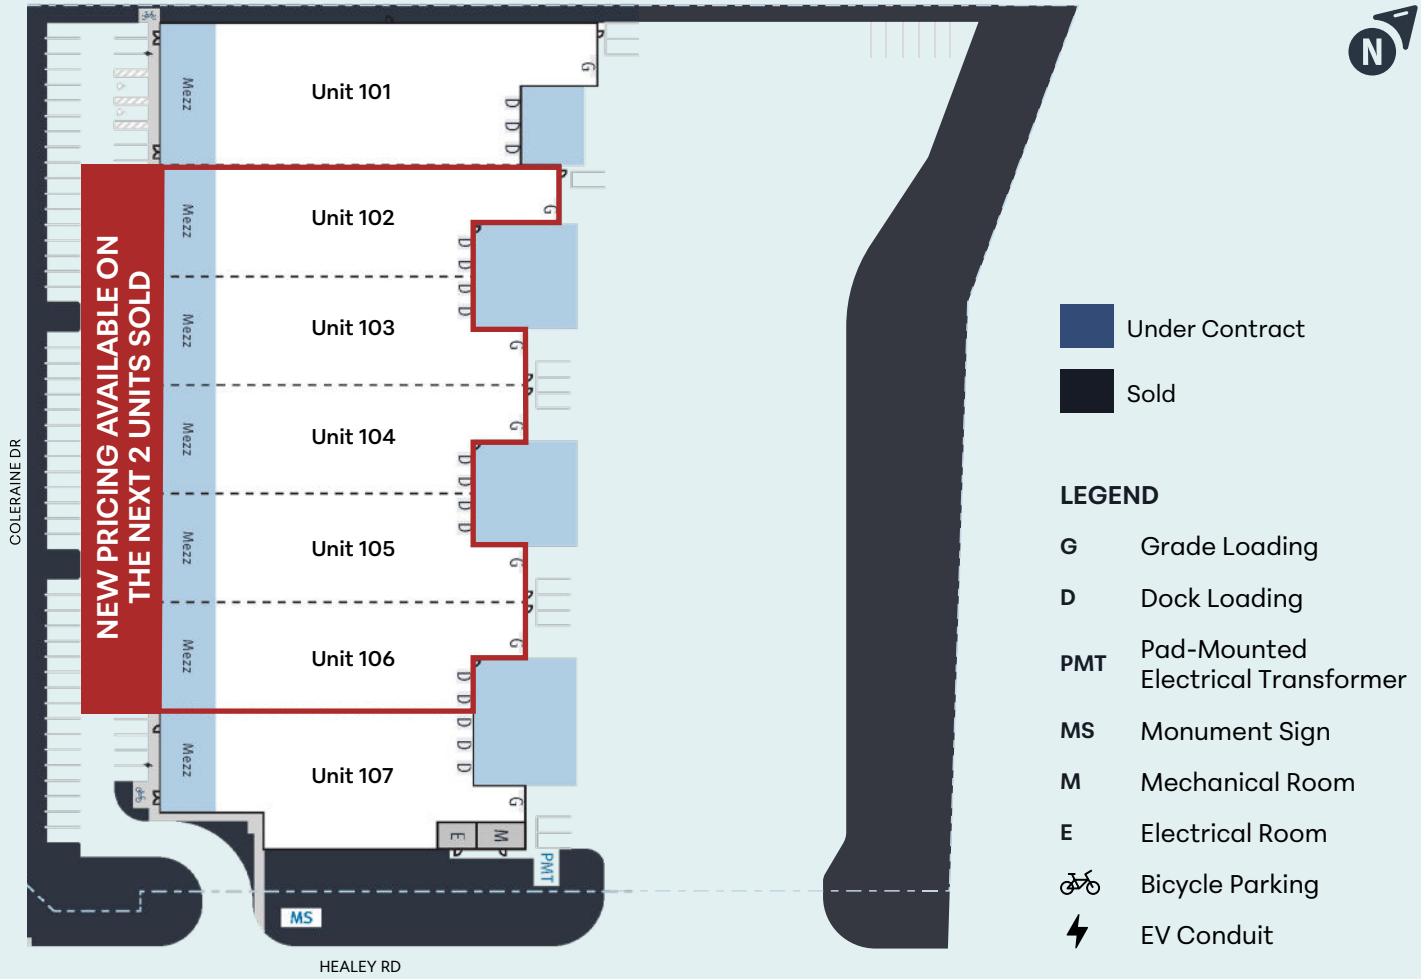 N
Mezz
Unit 101
G
D
D
D
Mezz
Unit 102
G
D
D
Mezz
Unit 103
D
D
G
Mezz
Unit 104
G
D
D
Mezz
Unit 105
D
D
G
Mezz
Unit 106
G
D
D
Mezz
Unit 107
D
D
D
G
E
M
PMT
MS
NEW PRICING AVAILABLE ON
THE NEXT 2 UNITS SOLD
COLERAINE DR
HEALEY RD
Under Contract
Sold
LEGEND
G Grade Loading
D Dock Loading
PMT Pad-Mounted
Electrical Transformer
MS Monument Sign
M Mechanical Room
E Electrical Room
Bicycle Parking
EV Conduit